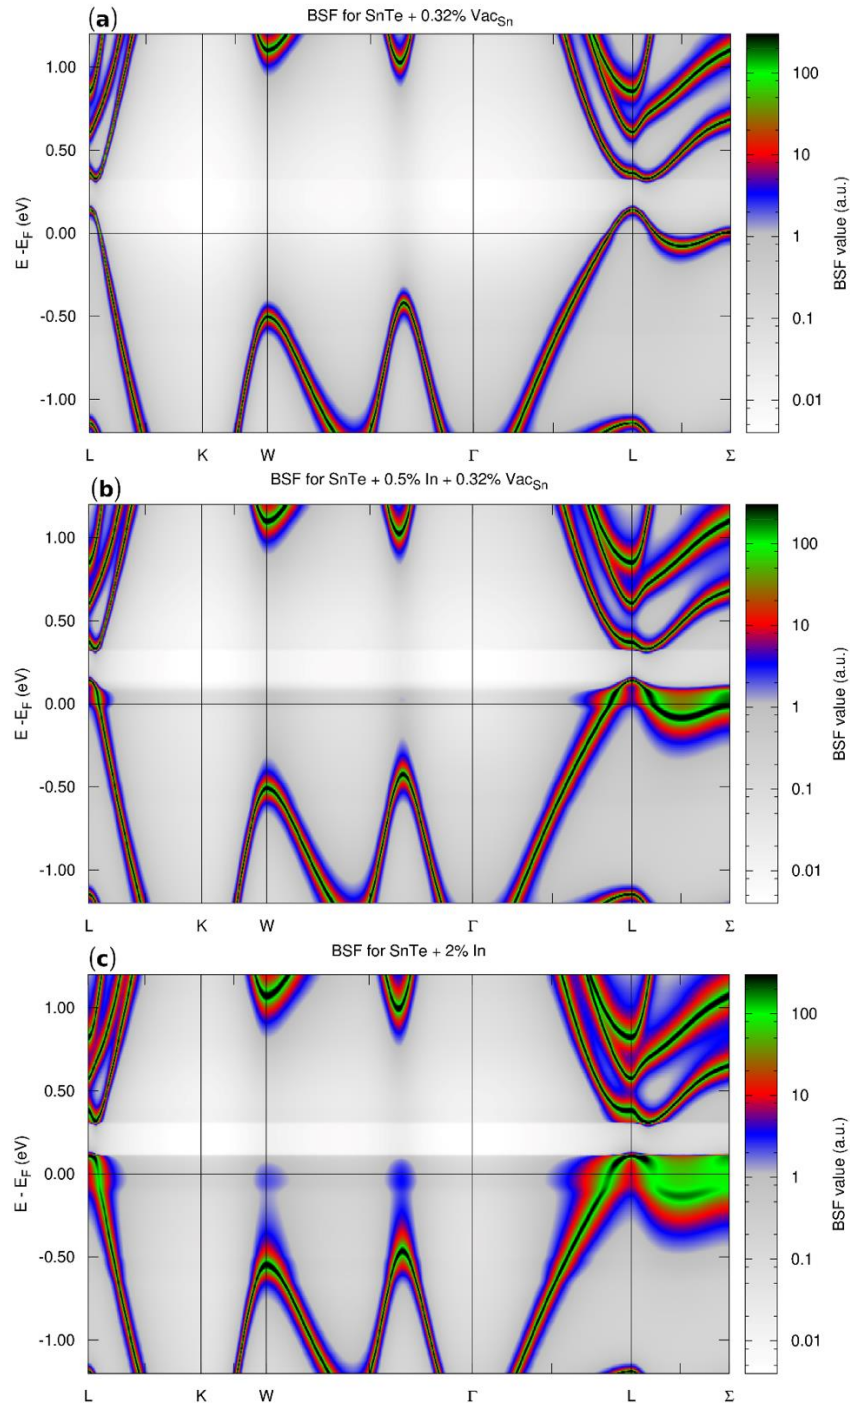 (a) BSF for SnTe + 0.32% Vac_Sn
1.00
0.50
0.00
-0.50
-1.00
E -E_F (eV)
L K W Γ L Σ
100
10
1
0.1
0.01
BSF value (a.u.)
(b) BSF for SnTe + 0.5% In + 0.32% Vac_Sn
1.00
0.50
0.00
-0.50
-1.00
E -E_F (eV)
L K W Γ L Σ
100
10
1
0.1
0.01
BSF value (a.u.)
(c) BSF for SnTe + 2% In
1.00
0.50
0.00
-0.50
-1.00
E - E_F (eV)
L K W Γ L Σ
100
10
1
0.1
0.01
BSF value (a.u.)